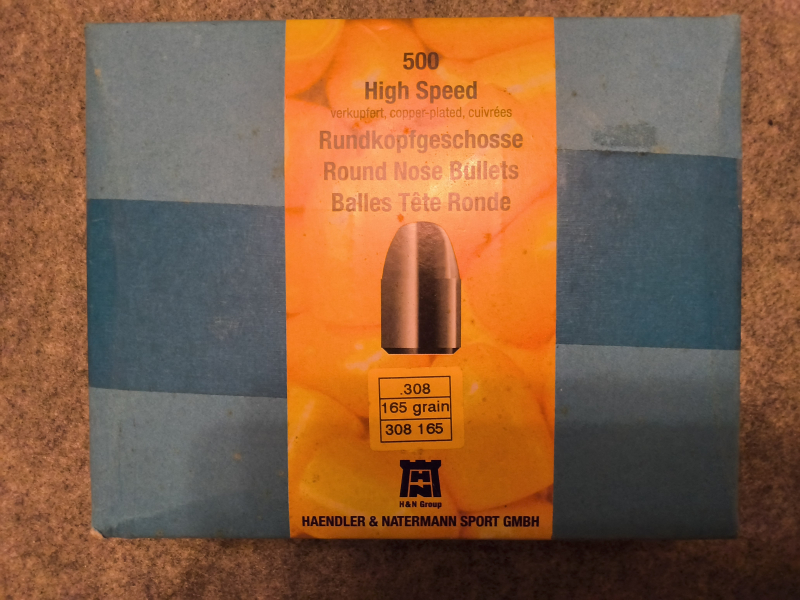 500
High Speed
verkupfert, copper-plated, cuivrées
Rundkopfgeschosse
Round Nose Bullets
Balles Tête Ronde
.308
165 grain
308 165
HN
H&N Group
HAENDLER & NATERMANN SPORT GMBH